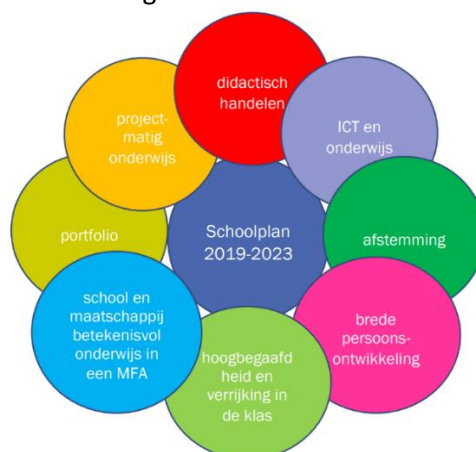 didactisch
handelen
project-
matig
onderwijs
ICT en
onderwijs
portfolio
Schoolplan
2019-2023
afstemming
school en
maatschappij
betekenisvol
onderwijs in
een MFA
brede
persoons-
ontwikkeling
hoogbegaafd
heid en
verrijking in
de klas